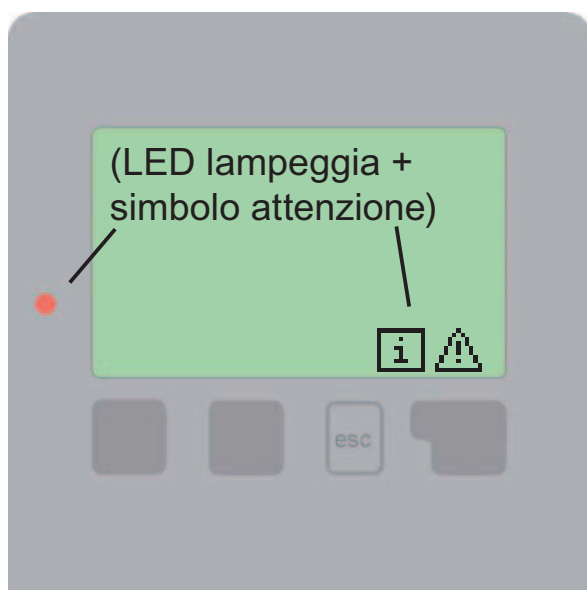 (LED lampeggia +
simbolo attenzione)
i
esc